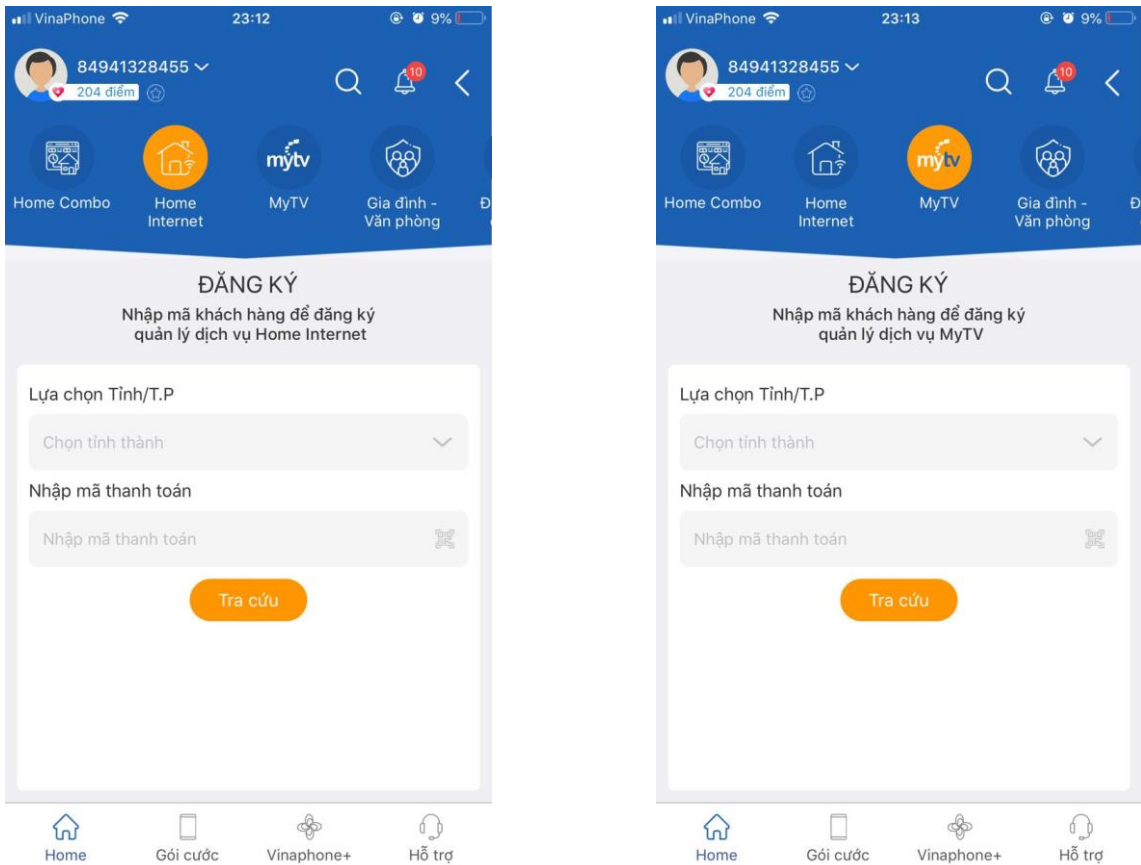 VinaPhone 23:12 9%
84941328455
10
204 điểm
mytv
Home Combo Home MyTV Gia đình - Đ
Internet Văn phòng
ĐĂNG KÝ
Nhập mã khách hàng để đăng ký
quản lý dịch vụ Home Internet
Lựa chọn Tỉnh/T.P
Chọn tỉnh thành
Nhập mã thanh toán
Nhập mã thanh toán
Tra cứu
Home Gói cước Vinaphone+ Hỗ trợ
VinaPhone 23:13 9%
84941328455
10
204 điểm
mytv
Home Combo Home MyTV Gia đình - Đ
Internet Văn phòng
ĐĂNG KÝ
Nhập mã khách hàng để đăng ký
quản lý dịch vụ MyTV
Lựa chọn Tỉnh/T.P
Chọn tỉnh thành
Nhập mã thanh toán
Nhập mã thanh toán
Tra cứu
Home Gói cước Vinaphone+ Hỗ trợ